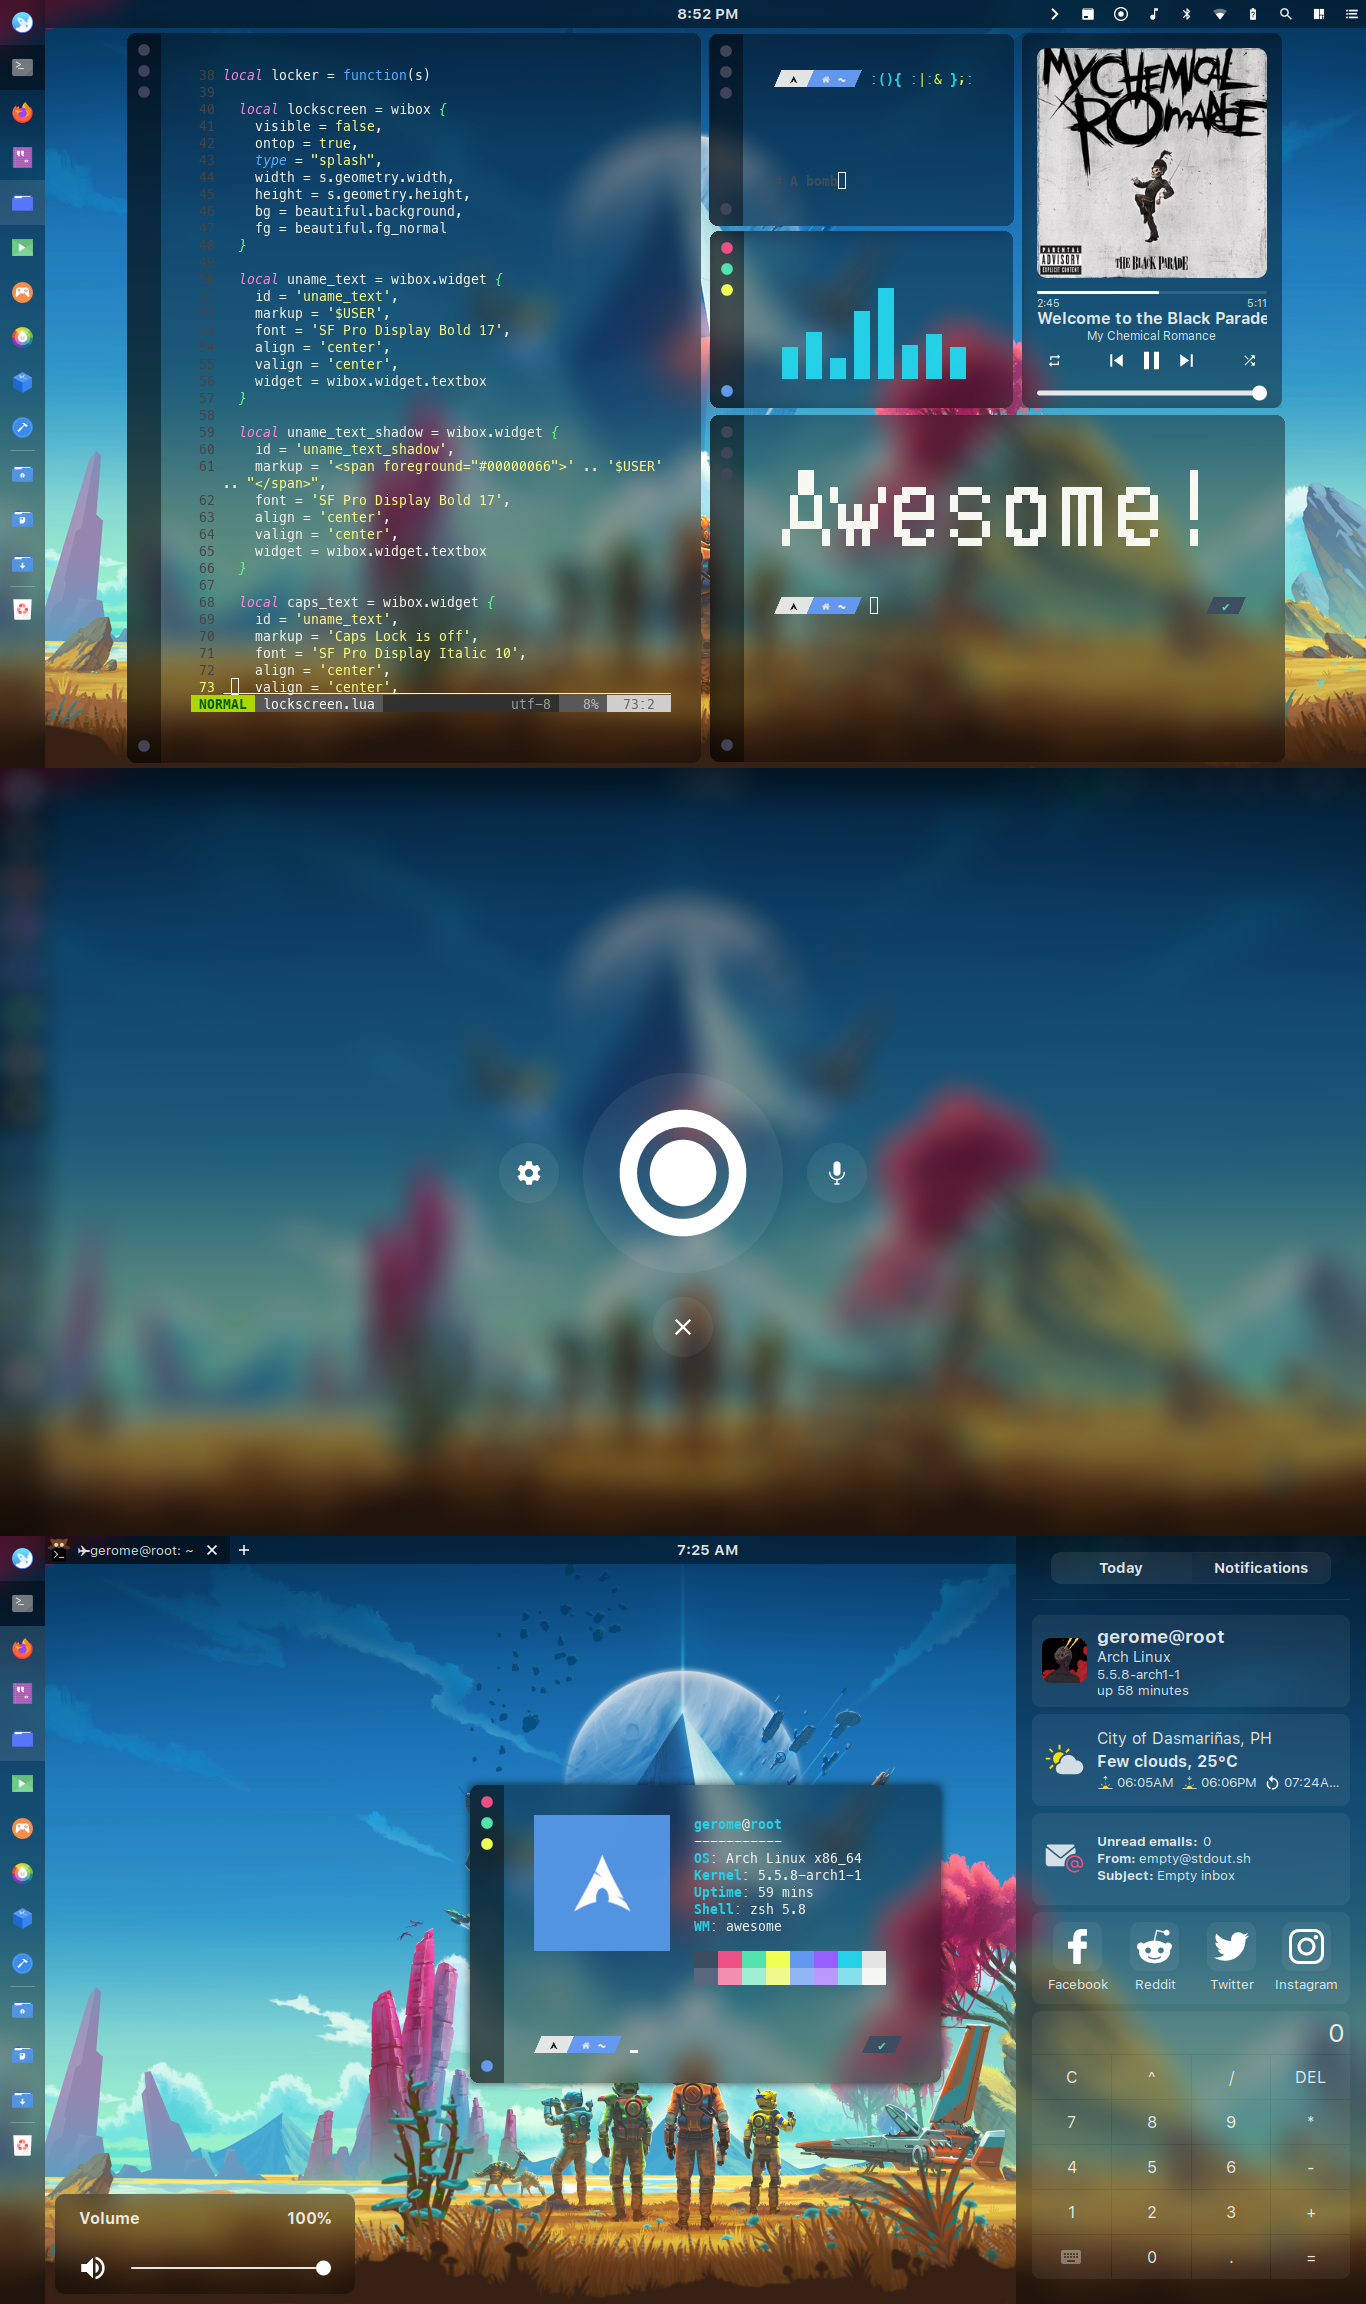 8:52 PM
38 local locker = function(s)
39
40 local lockscreen = wibox {
41 visible = false,
42 ontop = true,
43 type = "splash",
44 width = s.geometry.width,
45 height = s.geometry.height,
46 bg = beautiful.background,
47 fg = beautiful.fg_normal
48 }
49
50 local uname_text = wibox.widget {
51 id = 'uname_text',
52 markup = '$USER',
53 font = 'SF Pro Display Bold 17',
54 align = 'center',
55 valign = 'center',
56 widget = wibox.widget.textbox
57 }
58
59 local uname_text_shadow = wibox.widget {
60 id = 'uname_text_shadow',
61 markup = '<span foreground="#00000066">' .. '$USER'
.. "</span>",
62 font = 'SF Pro Display Bold 17',
63 align = 'center',
64 valign = 'center',
65 widget = wibox.widget.textbox
66 }
67
68 local caps_text = wibox.widget {
69 id = 'uname_text',
70 markup = 'Caps Lock is off',
71 font = 'SF Pro Display Italic 10',
72 align = 'center',
73 valign = 'center',
NORMAL lockscreen.lua utf-8 8% 73:2
~ :(){ :|:& };:
# A bomb
MY CHEMICAL
ROMANCE
PARENTAL
ADVISORY
EXPLICIT CONTENT
THE BLACK PARADE
2:45 5:11
Welcome to the Black Parade
My Chemical Romance
Awesome!
~ ✔
gerome@root: ~
7:25 AM
Today Notifications
gerome@root
Arch Linux
5.5.8-arch1-1
up 58 minutes
City of Dasmariñas, PH
Few clouds, 25°C
06:05AM 06:06PM 07:24A...
Unread emails: 0
From: empty@stdout.sh
Subject: Empty inbox
Facebook Reddit Twitter Instagram
0
C ^ / DEL
7 8 9 *
4 5 6 -
1 2 3 +
0 . =
gerome@root
-----------
OS: Arch Linux x86_64
Kernel: 5.5.8-arch1-1
Uptime: 59 mins
Shell: zsh 5.8
WM: awesome
~ _ ✔
Volume 100%